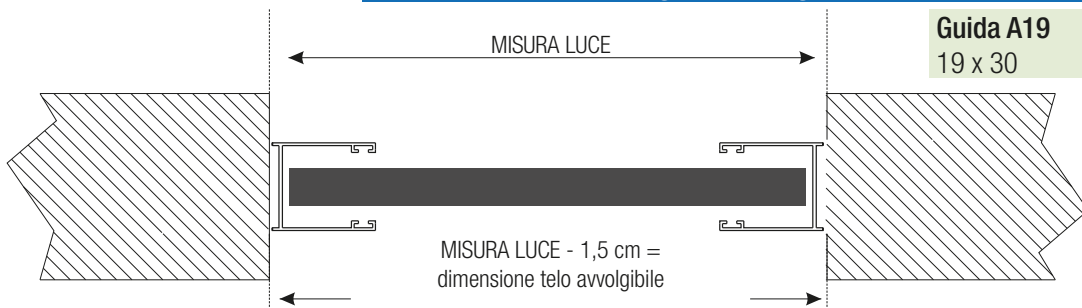 MISURA LUCE
Guida A19
19 x 30
MISURA LUCE - 1,5 cm =
dimensione telo avvolgibile